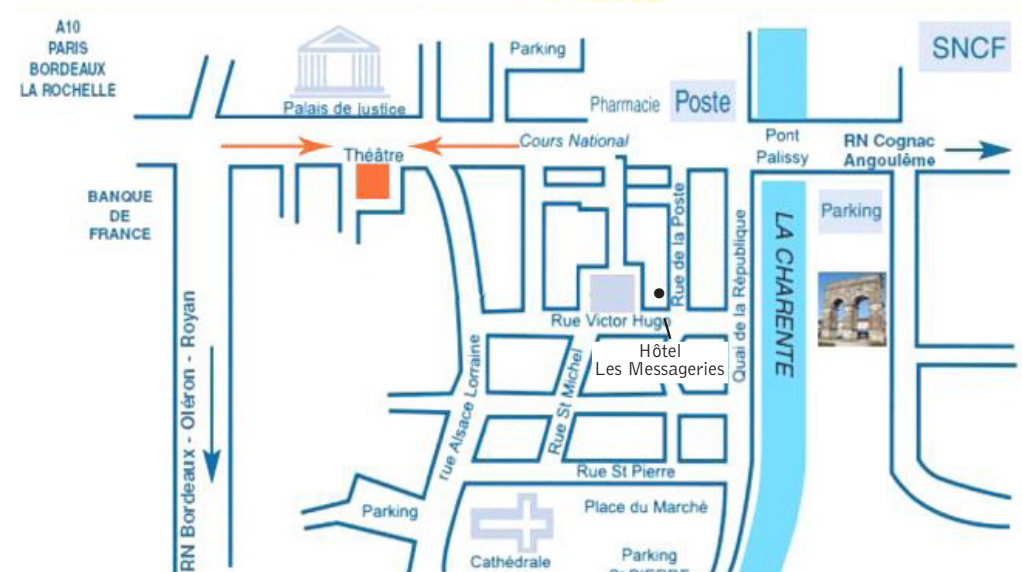 A10
PARIS
BORDEAUX
LA ROCHELLE
Palais de justice
Parking
Pharmacie
Poste
SNCF
Cours National
Pont
Palissy
RN Cognac
Angoulême
Théâtre
BANQUE
DE
FRANCE
Parking
Rue de la Poste
Quai de la République
LA CHARENTE
RN Bordeaux - Oléron - Royan
Rue Victor Hugo
Hôtel
Les Messageries
rue Alsace Lorraine
Rue St Michel
Rue St Pierre
Parking
Place du Marché
Cathédrale
Parking
St PIERRE